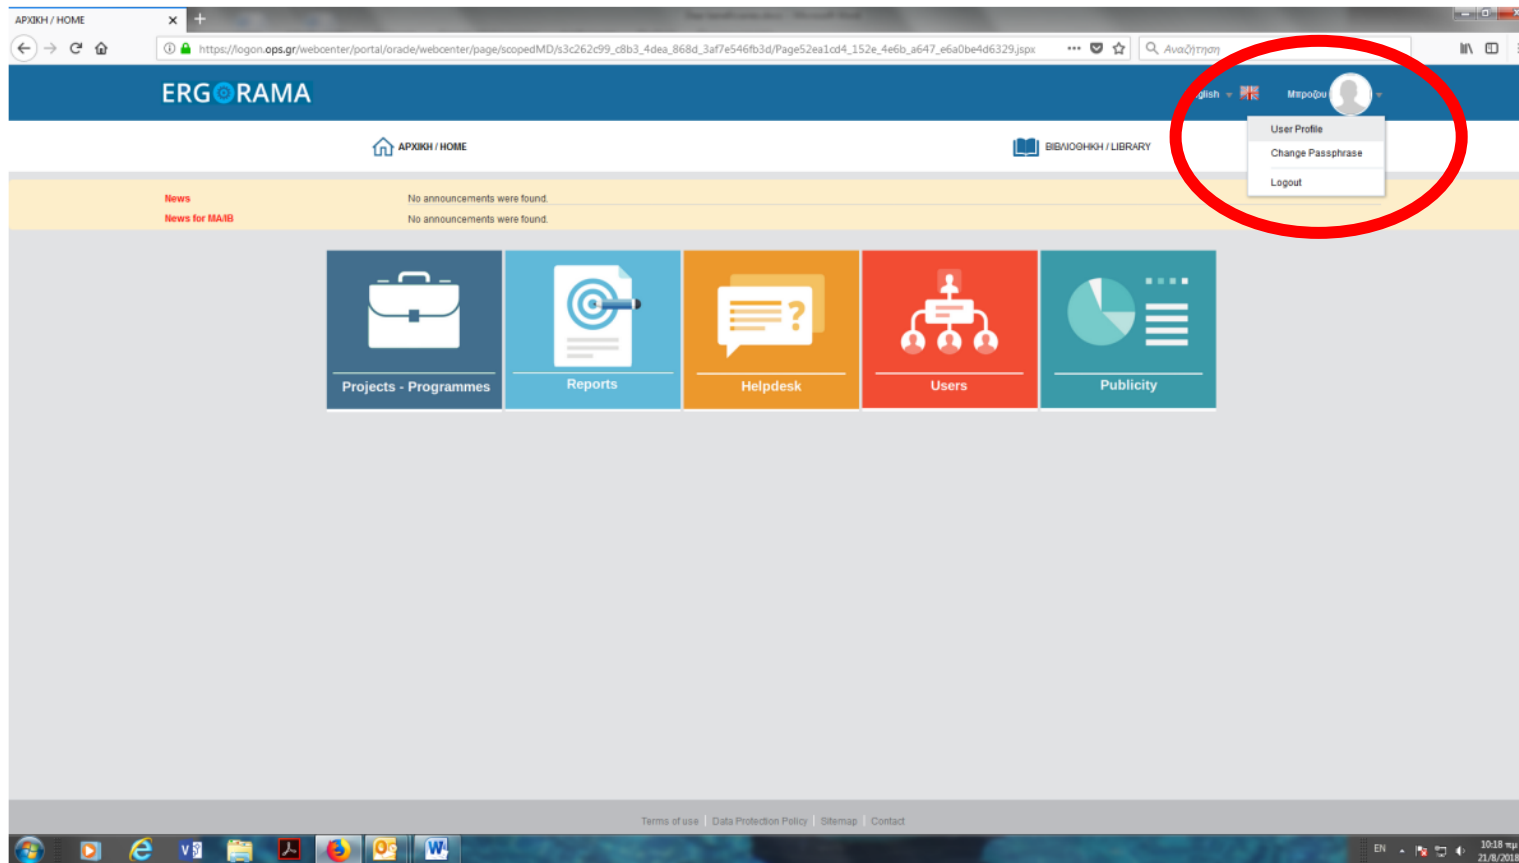 ΑΡΧΙΚΗ / HOME
https://logon.ops.gr/webcenter/portal/oracle/webcenter/page/scopedMD/s3c262c99_c8b3_4dea_868d_3af7e546fb3d/Page52ea1cd4_152e_4e6b_a647_e6a0be4d6329.jspx
Αναζήτηση
ERGORAMA
glish
Μπροζου
User Profile
Change Passphrase
Logout
ΑΡΧΙΚΗ / HOME
ΒΙΒΛΙΟΘΗΚΗ / LIBRARY
News No announcements were found.
News for MA/IB No announcements were found.
Projects - Programmes
Reports
Helpdesk
Users
Publicity
Terms of use | Data Protection Policy | Sitemap | Contact
EN
10:18 πμ
21/8/2018